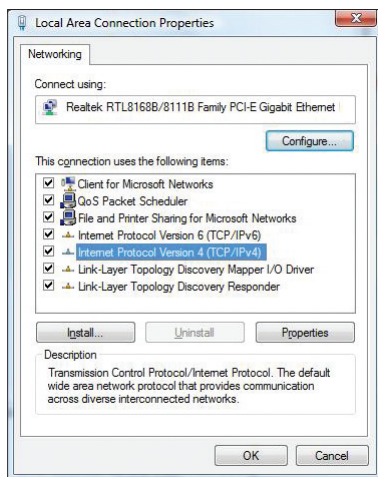 Local Area Connection Properties
Networking
Connect using:
Realtek RTL8168B/8111B Family PCI-E Gigabit Ethernet
Configure...
This connection uses the following items:
Client for Microsoft Networks
QoS Packet Scheduler
File and Printer Sharing for Microsoft Networks
Internet Protocol Version 6 (TCP/IPv6)
Internet Protocol Version 4 (TCP/IPv4)
Link-Layer Topology Discovery Mapper I/O Driver
Link-Layer Topology Discovery Responder
Install... Uninstall Properties
Description
Transmission Control Protocol/Internet Protocol. The default
wide area network protocol that provides communication
across diverse interconnected networks.
OK Cancel